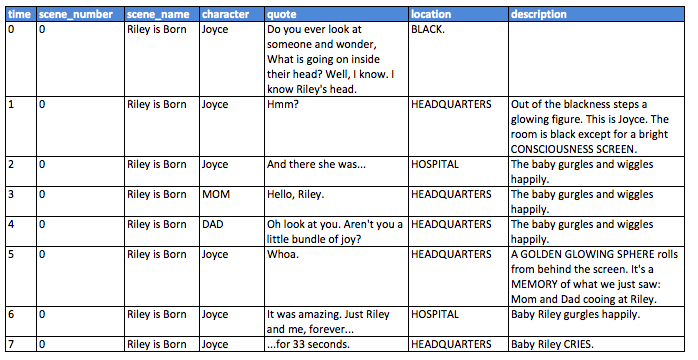 time scene_number scene_name character quote location description
0 0 Riley is Born Joyce Do you ever look at BLACK.
someone and wonder,
What is going on inside
their head? Well, I know. I
know Riley's head.
1 0 Riley is Born Joyce Hmm? HEADQUARTERS Out of the blackness steps a
glowing figure. This is Joyce. The
room is black except for a bright
CONSCIOUSNESS SCREEN.
2 0 Riley is Born Joyce And there she was... HOSPITAL The baby gurgles and wiggles
happily.
3 0 Riley is Born MOM Hello, Riley. HEADQUARTERS The baby gurgles and wiggles
happily.
4 0 Riley is Born DAD Oh look at you. Aren't you a HEADQUARTERS The baby gurgles and wiggles
little bundle of joy? happily.
5 0 Riley is Born Joyce Whoa. HEADQUARTERS A GOLDEN GLOWING SPHERE rolls
from behind the screen. It's a
MEMORY of what we just saw:
Mom and Dad cooing at Riley.
6 0 Riley is Born Joyce It was amazing. Just Riley HOSPITAL Baby Riley gurgles happily.
and me, forever...
7 0 Riley is Born Joyce ...for 33 seconds. HEADQUARTERS Baby Riley CRIES.